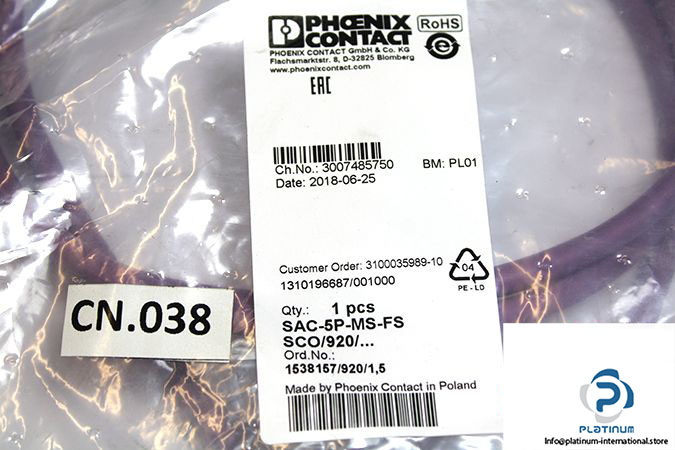 PHOENIX
CONTACT
RoHS
PHOENIX CONTACT GmbH & Co. KG
Flachsmarktstr. 8, D-32825 Blomberg
www.phoenixcontact.com
EAC
Ch.No.: 3007485750 BM: PL01
Date: 2018-06-25
Customer Order: 3100035989-10
1310196687/001000
04
PE-LD
Qty.: 1 pcs
SAC-5P-MS-FS
SCO/920/...
Ord.No.:
1538157/920/1,5
Made by Phoenix Contact in Poland
CN.038
PLATINUM
Info@platinum-international.store